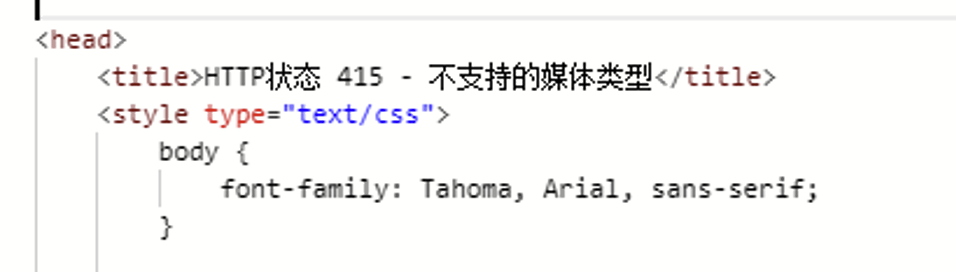 <head>
<title>HTTP状态 415 - 不支持的媒体类型</title>
<style type="text/css">
body {
font-family: Tahoma, Arial, sans-serif;
}